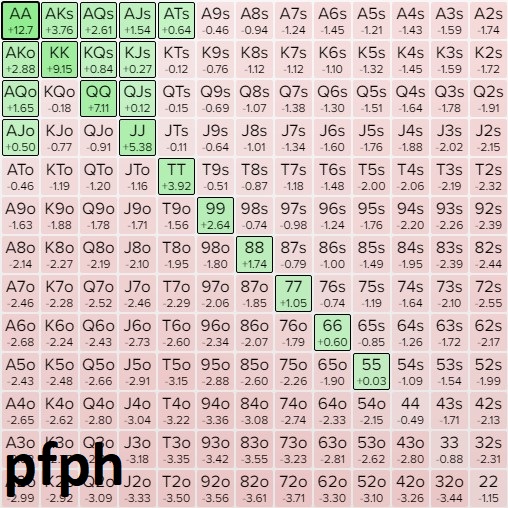 AA AKs AQs AJs ATs A9s A8s A7s A6s A5s A4s A3s A2s
+12.7 +3.76 +2.61 +1.54 +0.64 -0.46 -0.94 -1.24 -1.45 -1.21 -1.43 -1.59 -1.74
AKo KK KQs KJs KTs K9s K8s K7s K6s K5s K4s K3s K2s
+2.88 +9.15 +0.84 +0.27 -0.12 -0.76 -1.12 -1.12 -1.10 -1.32 -1.45 -1.59 -1.72
AQo KQo QQ QJs QTs Q9s Q8s Q7s Q6s Q5s Q4s Q3s Q2s
+1.65 -0.18 +7.11 +0.12 -0.15 -0.69 -1.07 -1.38 -1.30 -1.51 -1.64 -1.78 -1.91
AJo KJo QJo JJ JTs J9s J8s J7s J6s J5s J4s J3s J2s
+0.50 -0.77 -0.91 +5.38 -0.11 -0.64 -1.01 -1.34 -1.60 -1.76 -1.88 -2.02 -2.15
ATo KTo QTo JTo TT T9s T8s T7s T6s T5s T4s T3s T2s
-0.46 -1.19 -1.20 -1.16 +3.92 -0.51 -0.87 -1.18 -1.48 -2.00 -2.06 -2.19 -2.32
A9o K9o Q9o J9o T9o 99 98s 97s 96s 95s 94s 93s 92s
-1.63 -1.88 -1.78 -1.71 -1.56 +2.64 -0.74 -0.98 -1.24 -1.76 -2.20 -2.26 -2.39
A8o K8o Q8o J8o T8o 98o 88 87s 86s 85s 84s 83s 82s
-2.14 -2.27 -2.19 -2.10 -1.95 -1.80 +1.74 -0.79 -1.00 -1.49 -1.95 -2.39 -2.44
A7o K7o Q7o J7o T7o 97o 87o 77 76s 75s 74s 73s 72s
-2.46 -2.28 -2.52 -2.46 -2.29 -2.06 -1.85 +1.05 -0.74 -1.19 -1.64 -2.10 -2.55
A6o K6o Q6o J6o T6o 96o 86o 76o 66 65s 64s 63s 62s
-2.68 -2.24 -2.43 -2.73 -2.60 -2.34 -2.07 -1.79 +0.60 -0.85 -1.26 -1.72 -2.17
A5o K5o Q5o J5o T5o 95o 85o 75o 65o 55 54s 53s 52s
-2.43 -2.48 -2.66 -2.91 -3.15 -2.88 -2.60 -2.26 -1.90 +0.03 -1.09 -1.54 -1.99
A4o K4o Q4o J4o T4o 94o 84o 74o 64o 54o 44 43s 42s
-2.65 -2.62 -2.80 -3.04 -3.22 -3.36 -3.08 -2.74 -2.33 -2.15 -0.49 -1.71 -2.13
J3o T3o 93o 83o 73o 63o 53o 43o 33 32s
-3.18 -3.35 -3.42 -3.55 -3.23 -2.81 -2.63 -2.80 -0.88 -2.31
pfph
J2o T2o 92o 82o 72o 62o 52o 42o 32o 22
-2.99 -2.92 -3.09 -3.33 -3.50 -3.56 -3.61 -3.71 -3.30 -3.10 -3.26 -3.44 -1.15